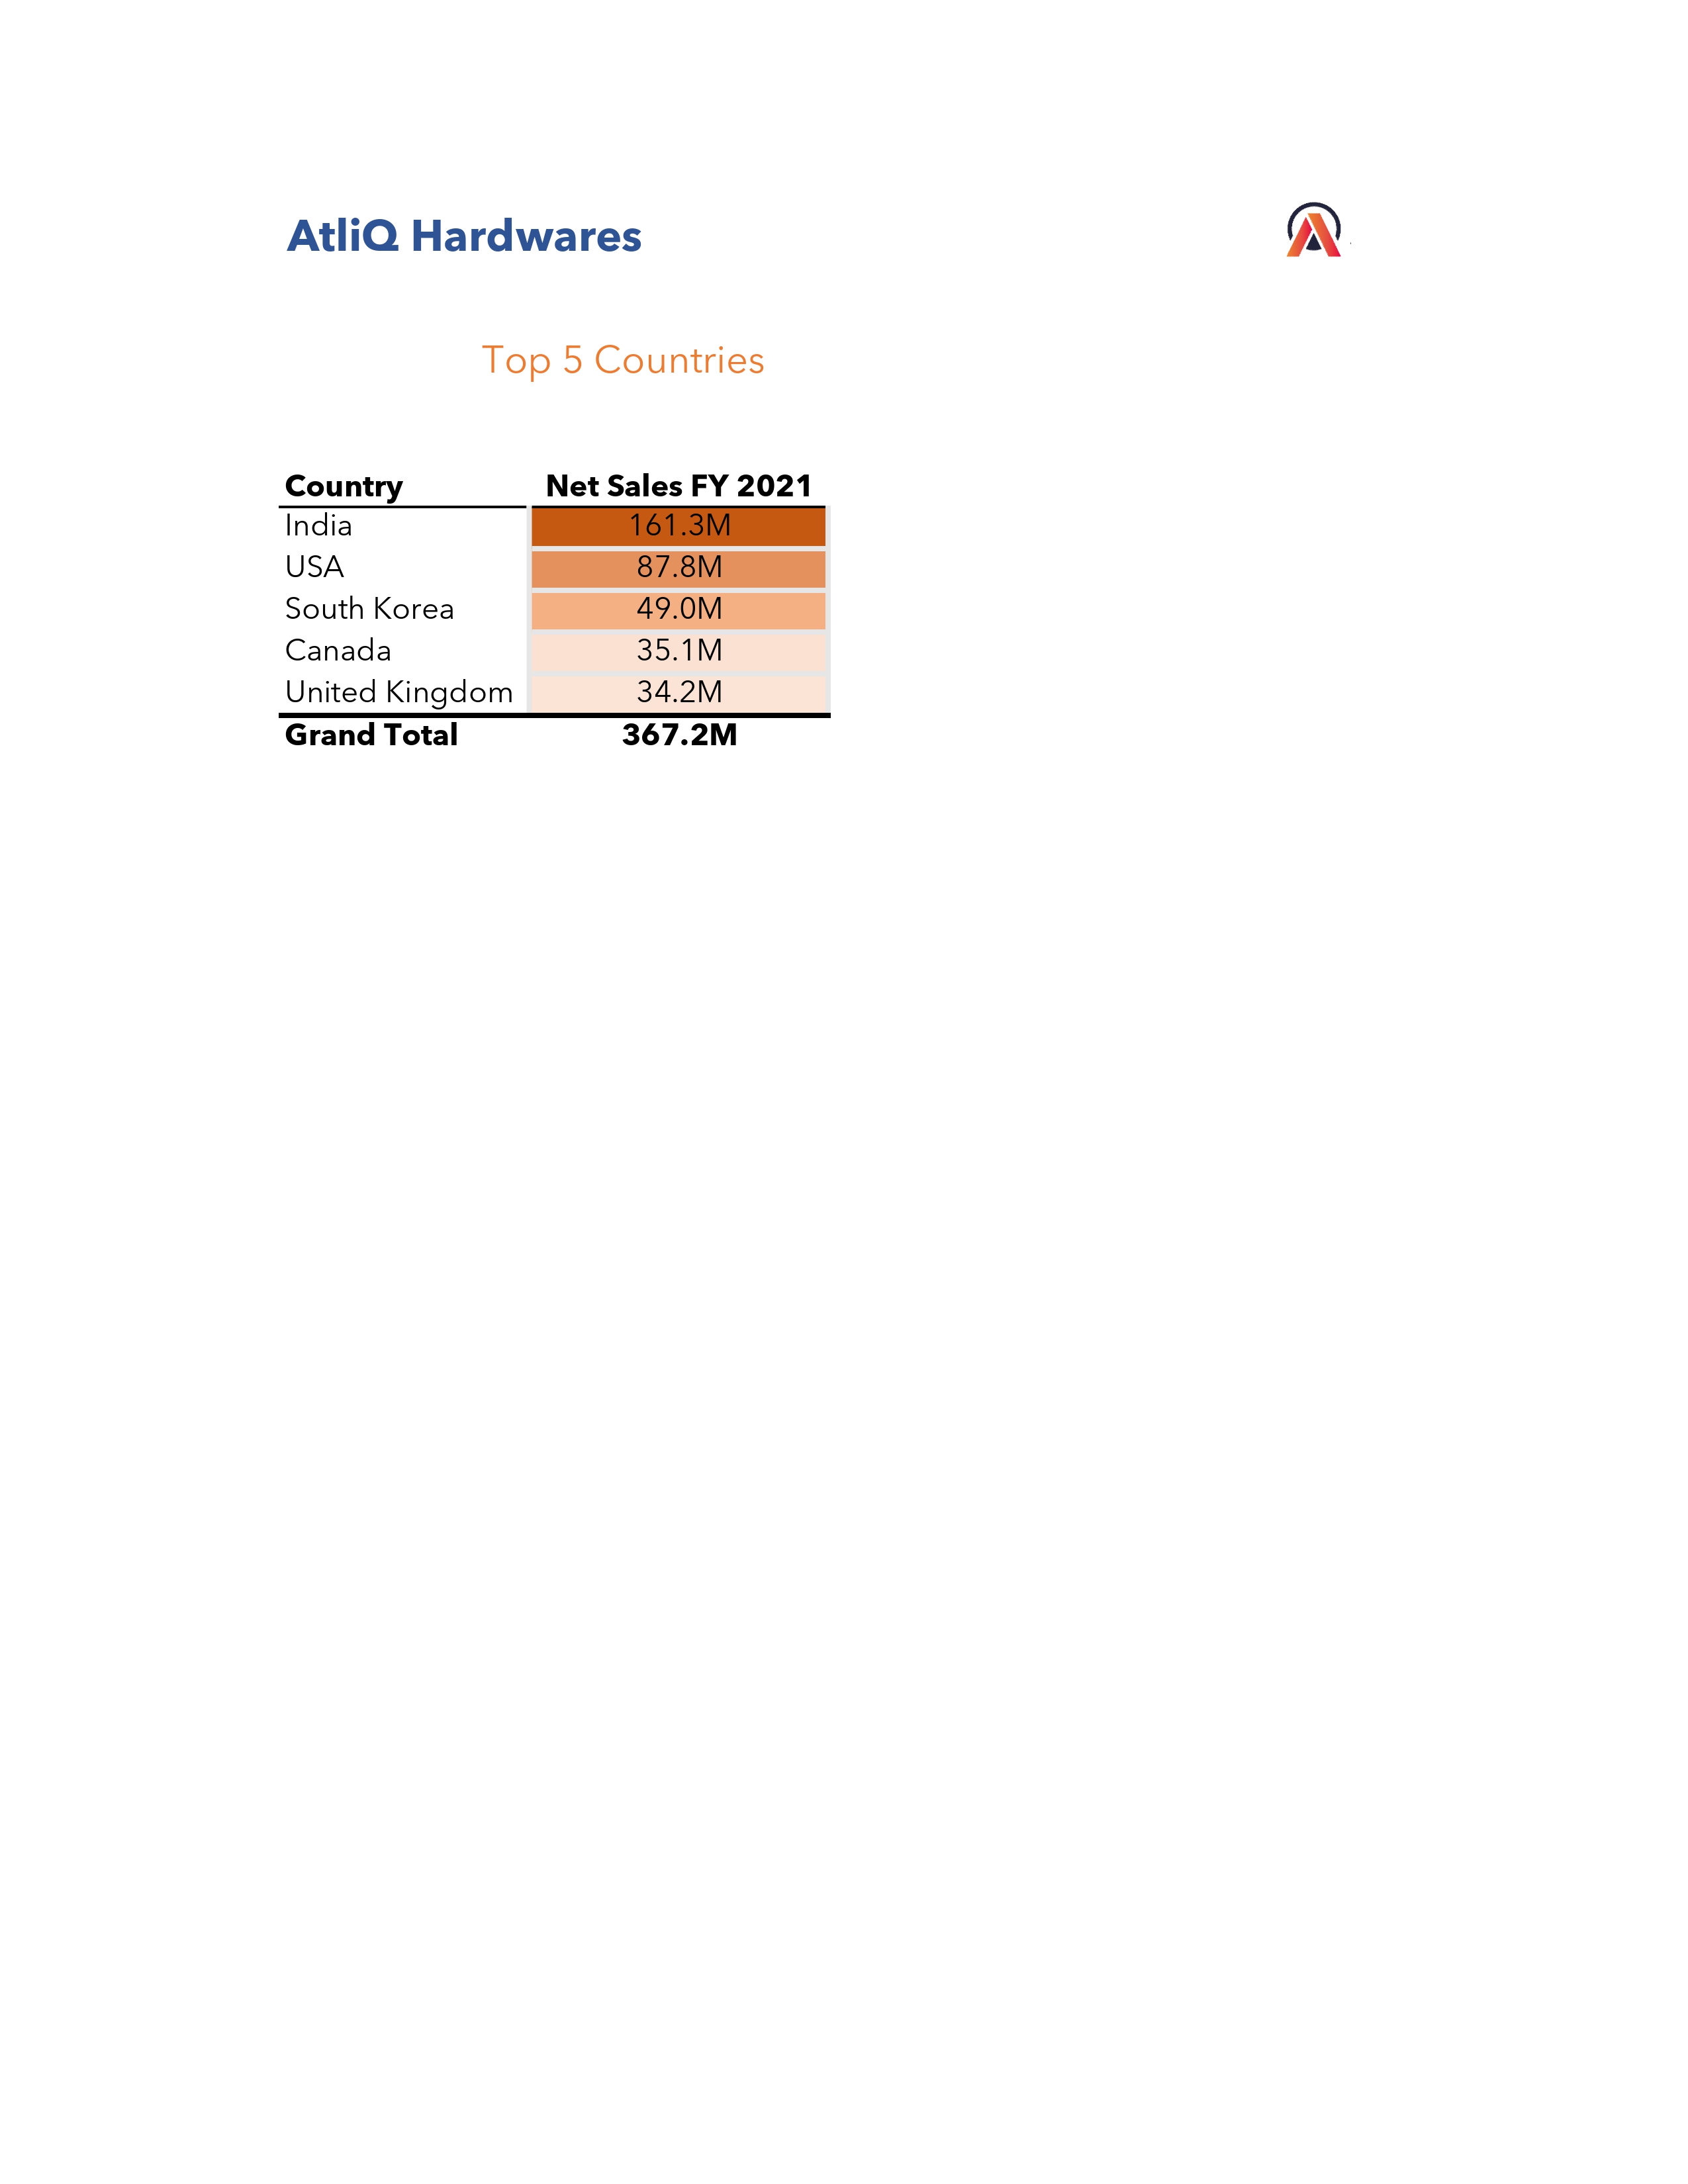 AtliQ Hardwares
Top 5 Countries
Country Net Sales FY 2021
India 161.3M
USA 87.8M
South Korea 49.0M
Canada 35.1M
United Kingdom 34.2M
Grand Total 367.2M